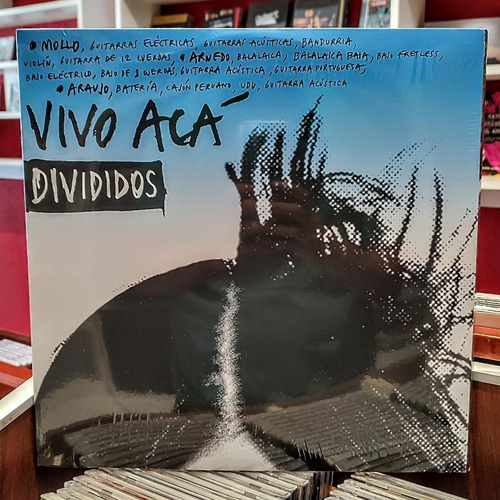 • MOLLO, GUITARRAS ELÉCTRICAS, GUITARRAS ACÚSTICAS, BANDURRIA,
VIOLÍN, GUITARRA DE 12 CUERDAS, • ARNEDO, BALALAICA, BALALAICA BAJA, BAJO FRETLESS,
BAJO ELÉCTRICO, BAJO DE 8 CUERDAS, GUITARRA ACÚSTICA, GUITARRA PORTUGUESA,
• ARAUJO, BATERÍA, CAJÓN PERUANO, UDU, GUITARRA ACÚSTICA
VIVO ACÁ
DIVIDIDOS